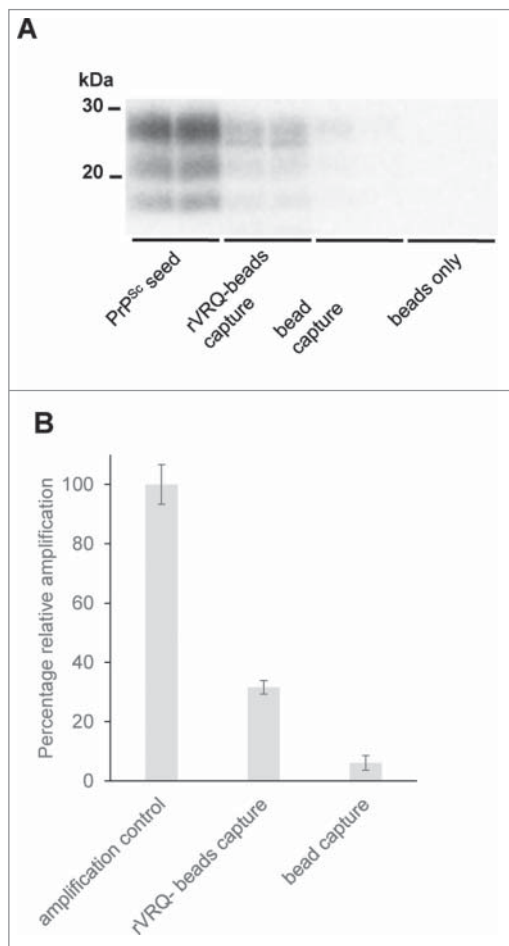 A
kDa
30
20
PrPSc seed
rVRQ-beads
capture
bead
capture
beads only
B
Percentage relative amplification
100
80
60
40
20
0
amplification control
rVRQ- beads capture
bead capture